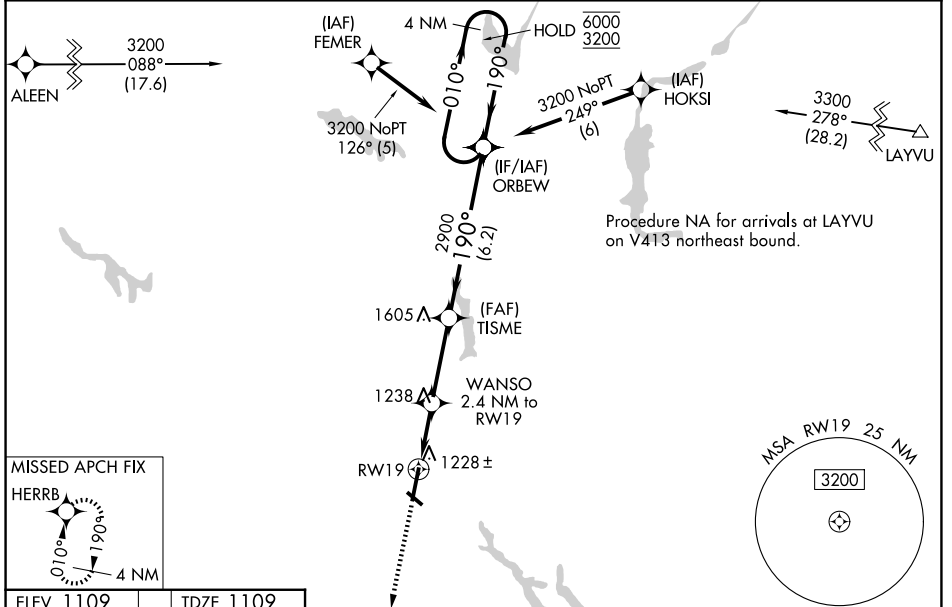 (IAF)
FEMER
4 NM
HOLD
6000
3200
3200
088°
(17.6)
ALEEN
010°
190°
(IAF)
HOKSI
3200 NoPT
249°
(6)
3300
278°
(28.2)
LAYVU
3200 NoPT
126° (5)
(IF/IAF)
ORBEW
Procedure NA for arrivals at LAYVU
on V413 northeast bound.
2900
190°
(6.2)
1605
(FAF)
TISME
1238
WANSO
2.4 NM to
RW19
RW19
1228 ±
MSA RW19 25 NM
3200
MISSED APCH FIX
HERRB
010°
190°
4 NM
ELEV 1109
TDZE 1109